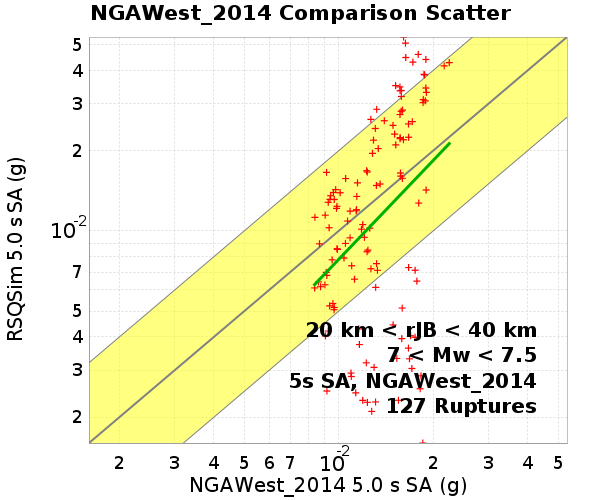 NGAWest_2014 Comparison Scatter
RSQSim 5.0 s SA (g)
5
4
3
2
10-2
7
5
4
3
2
20 km < rJB < 40 km
7 < Mw < 7.5
5s SA, NGAWest_2014
127 Ruptures
2 3 4 5 6 7 10-2 2 3 4 5
NGAWest_2014 5.0 s SA (g)